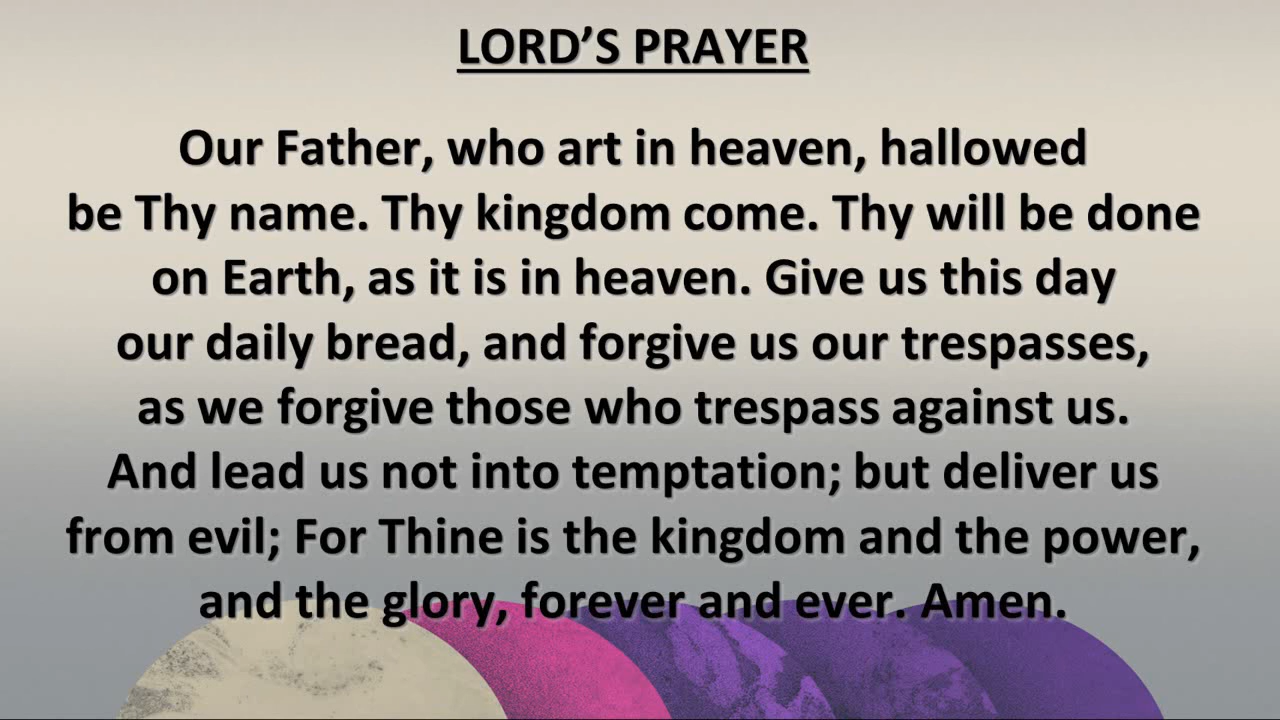 LORD’S PRAYER
Our Father, who art in heaven, hallowed
be Thy name. Thy kingdom come. Thy will be done
on Earth, as it is in heaven. Give us this day
our daily bread, and forgive us our trespasses,
as we forgive those who trespass against us.
And lead us not into temptation; but deliver us
from evil; For Thine is the kingdom and the power,
and the glory, forever and ever. Amen.